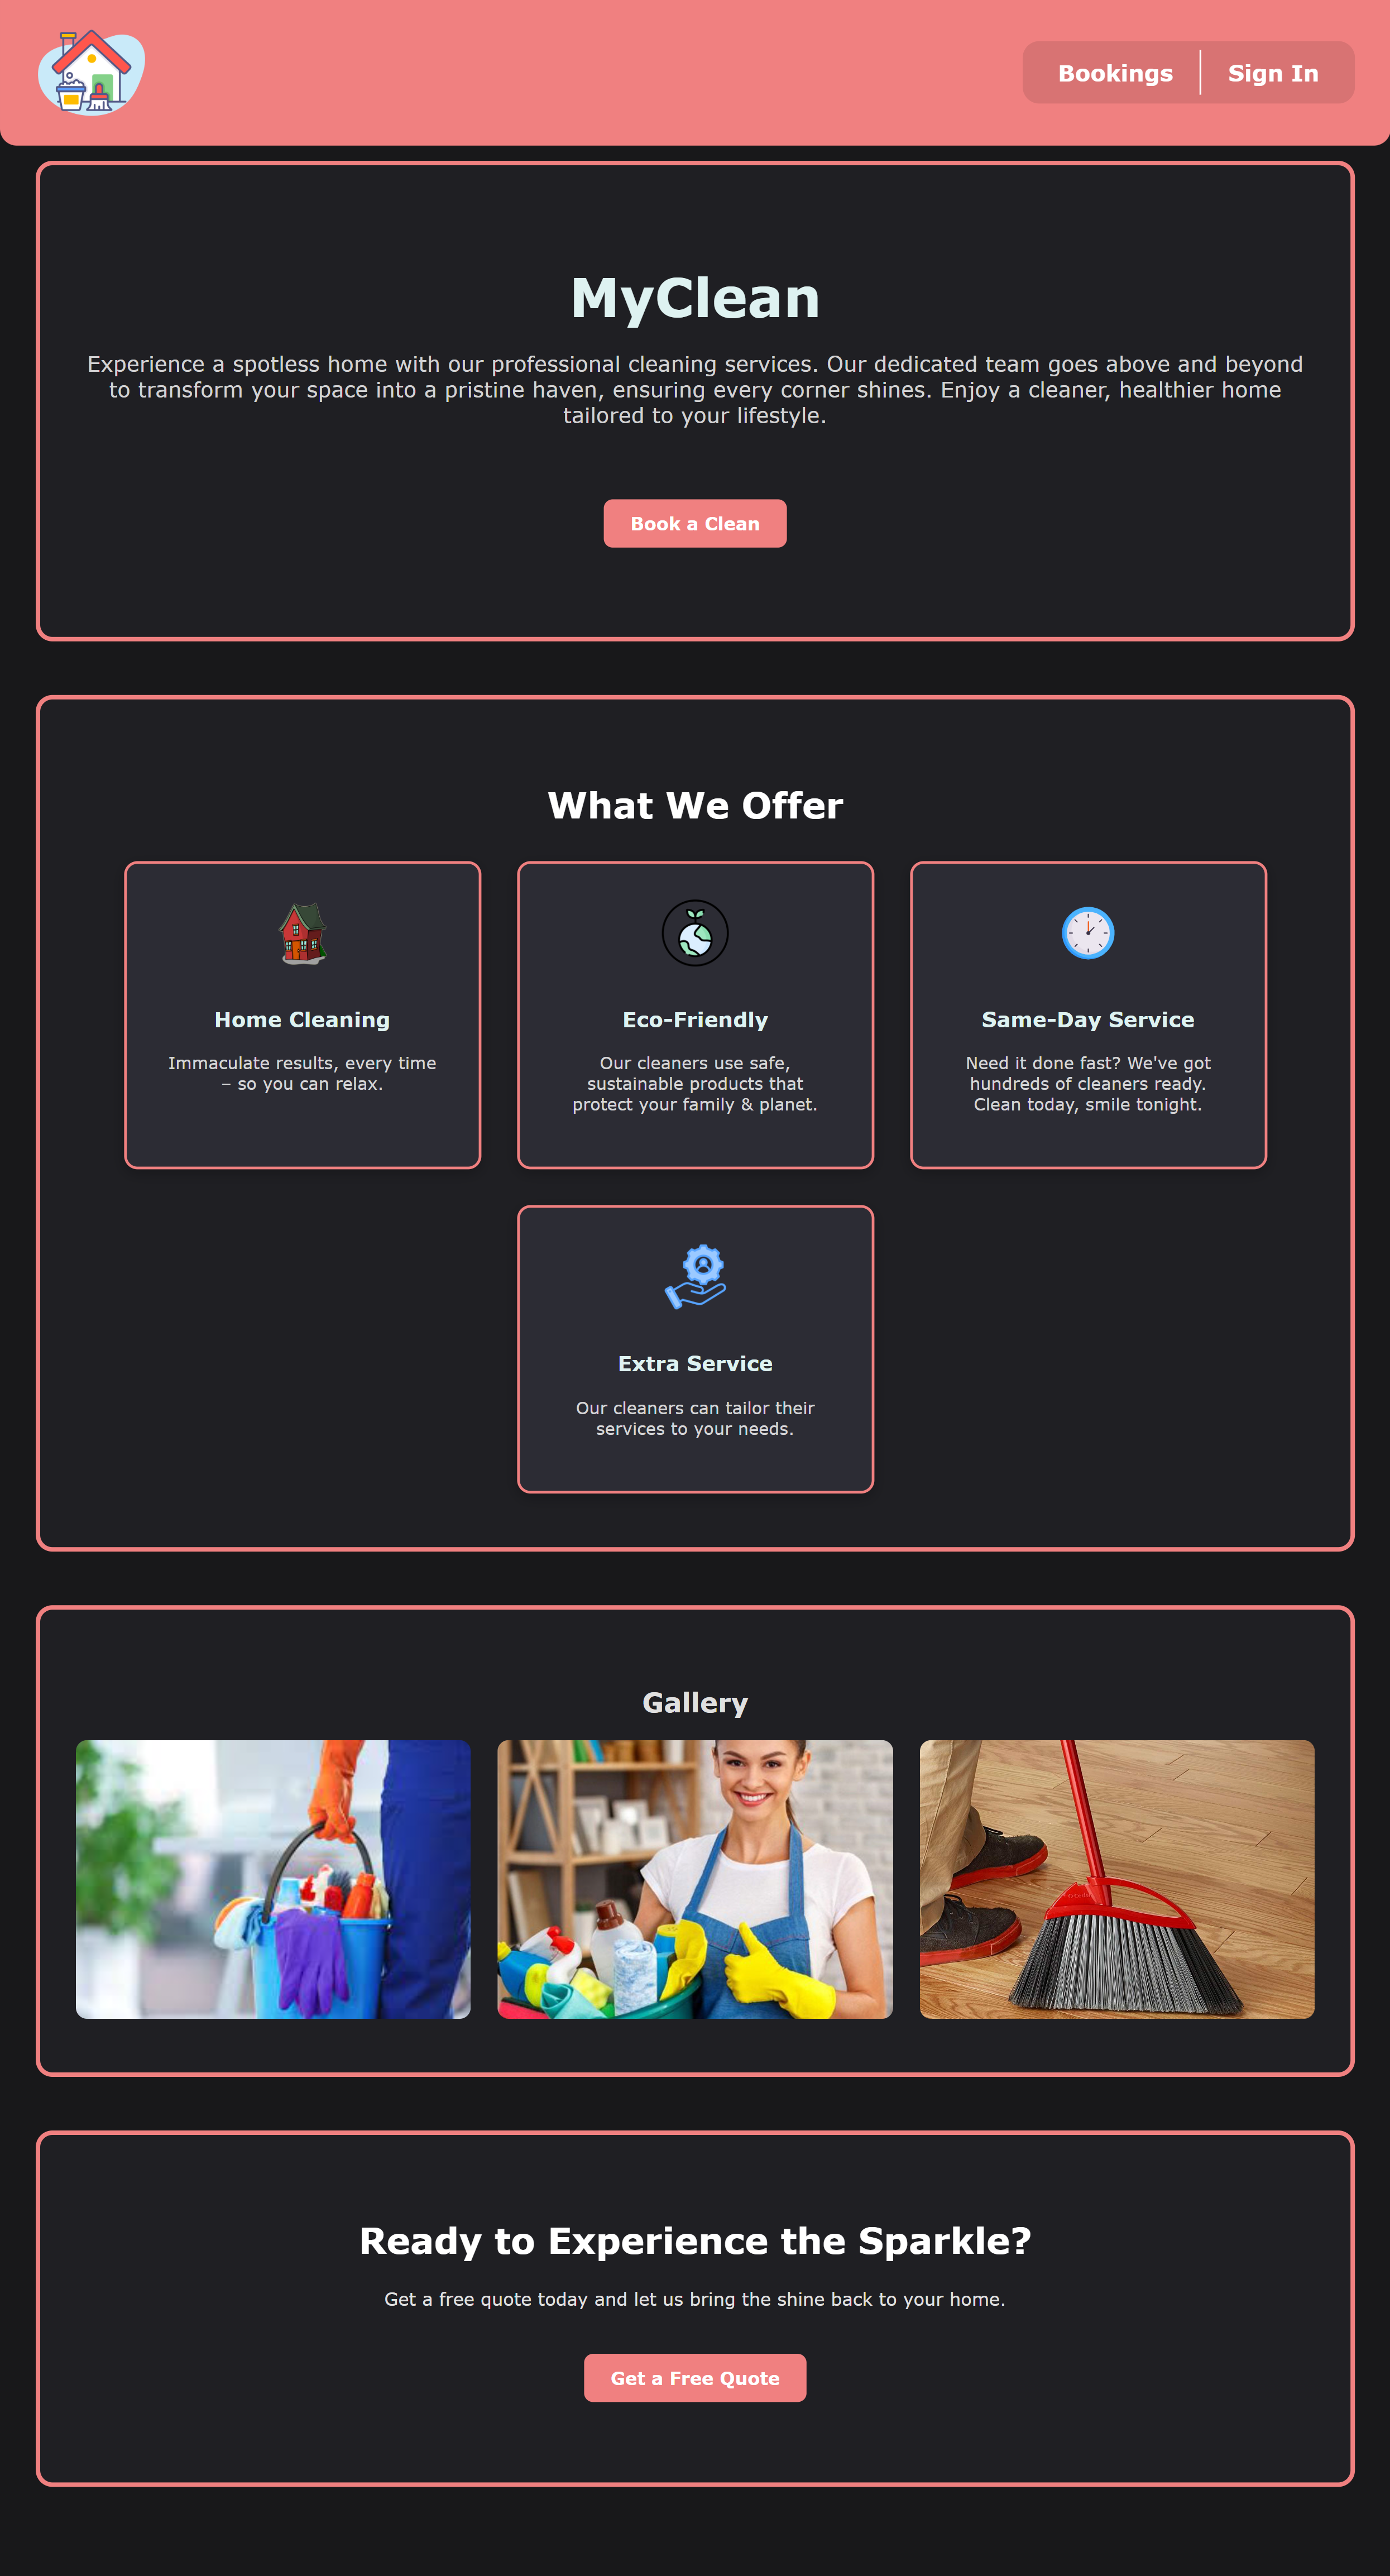 Bookings
Sign In
MyClean
Experience a spotless home with our professional cleaning services. Our dedicated team goes above and beyond
to transform your space into a pristine haven, ensuring every corner shines. Enjoy a cleaner, healthier home
tailored to your lifestyle.
Book a Clean
What We Offer
Home Cleaning
Immaculate results, every time
– so you can relax.
Eco-Friendly
Our cleaners use safe,
sustainable products that
protect your family & planet.
Same-Day Service
Need it done fast? We've got
hundreds of cleaners ready.
Clean today, smile tonight.
Extra Service
Our cleaners can tailor their
services to your needs.
Gallery
Ready to Experience the Sparkle?
Get a free quote today and let us bring the shine back to your home.
Get a Free Quote